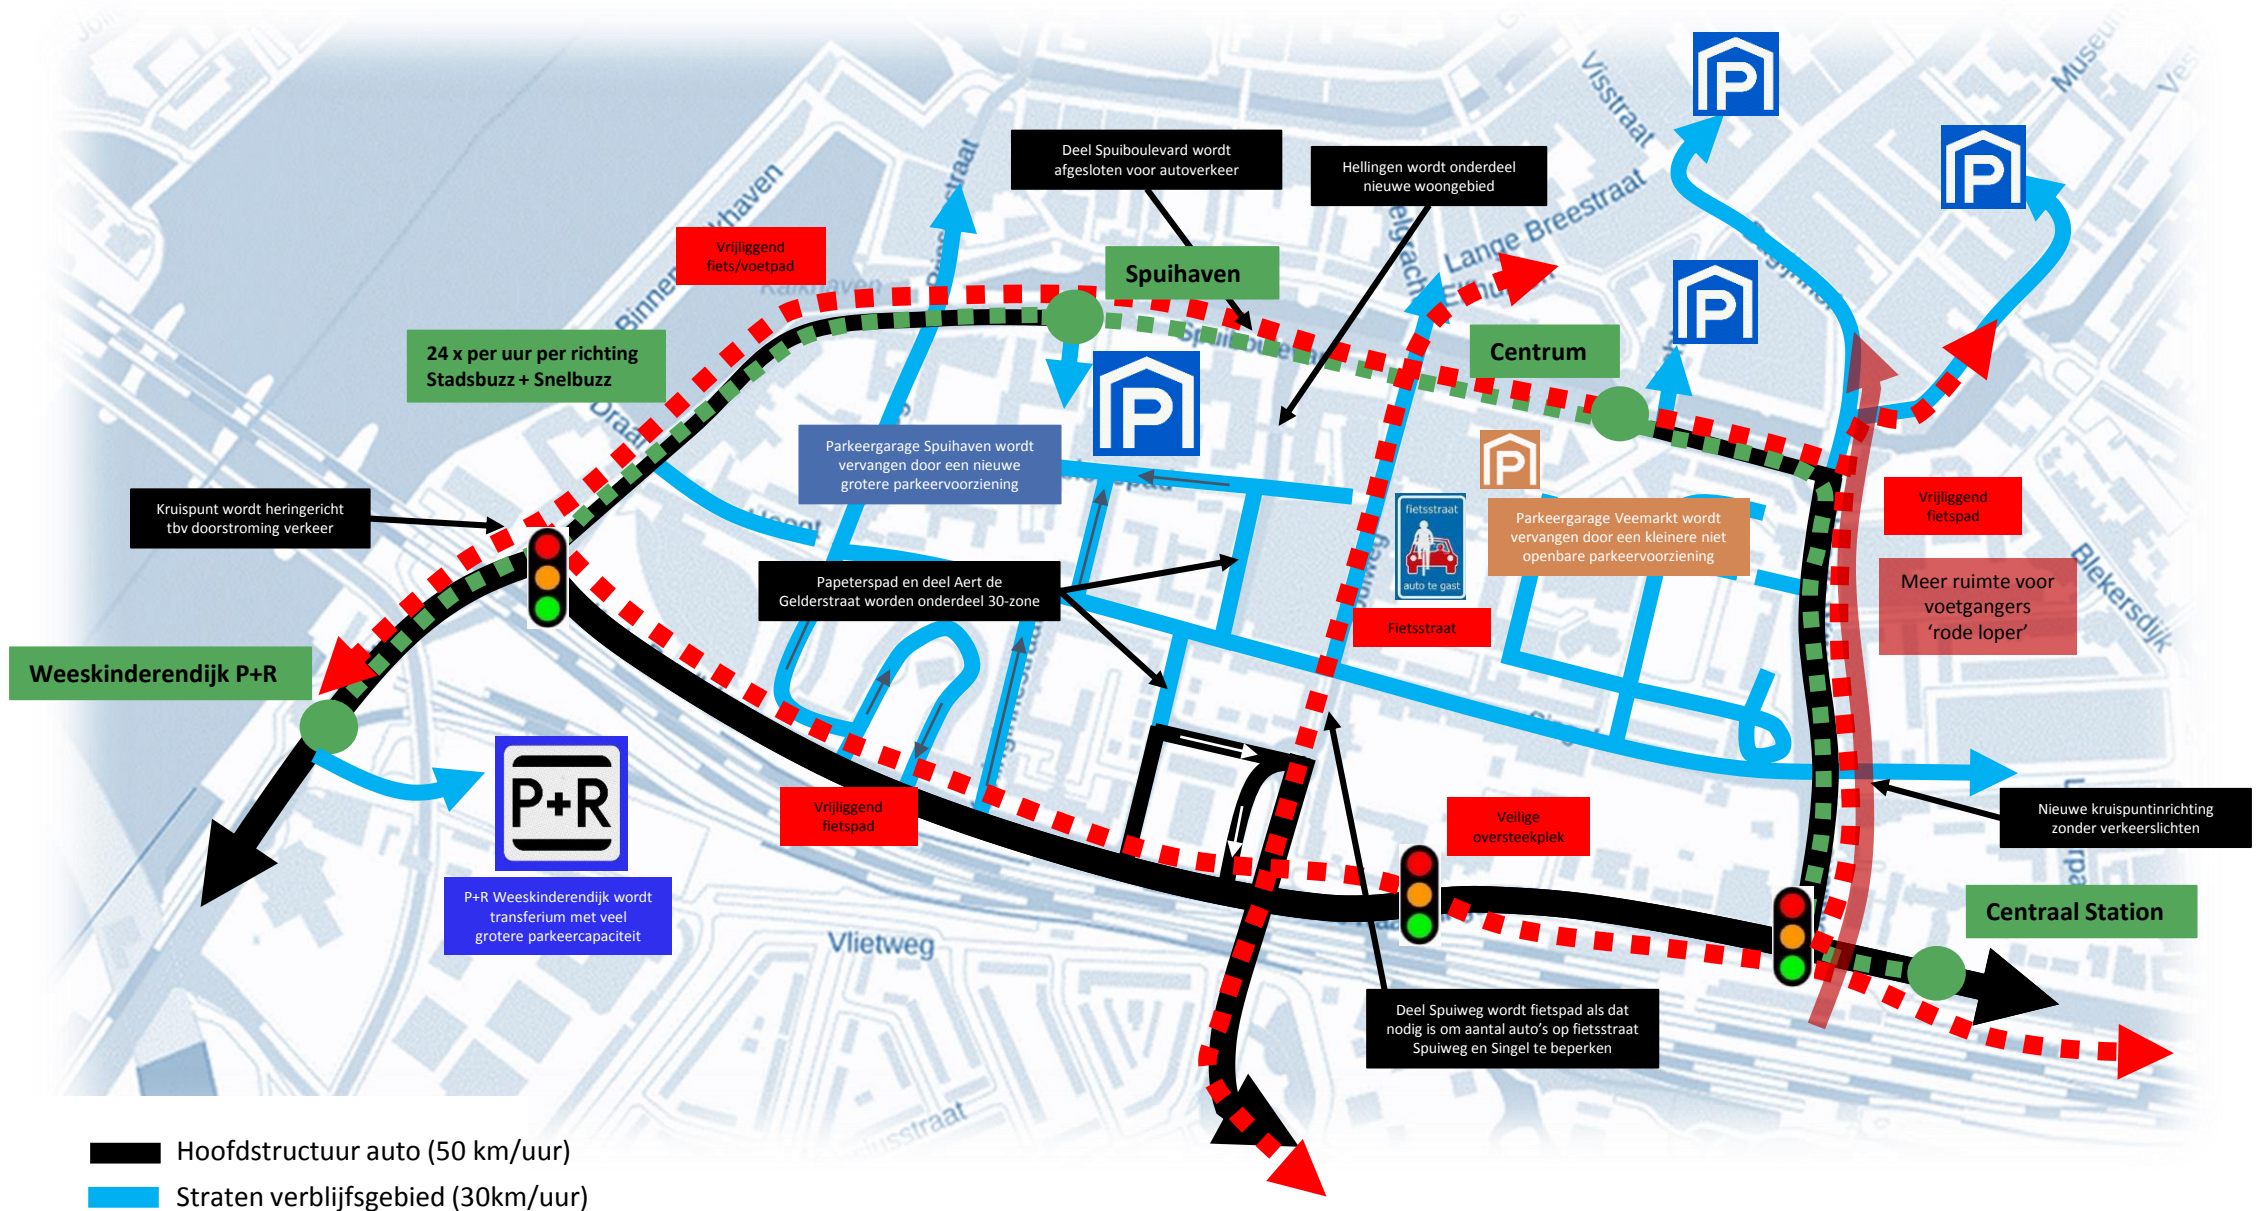 Visstraat
Deel Spuiboulevard wordt
afgesloten voor autoverkeer
Hellingen wordt onderdeel
nieuwe woongebied
Lange Breestraat
Vrijliggend
fiets/voetpad
Spuihaven
Kalkhaven
24 x per uur per richting
Stadsbuzz + Snelbuzz
Centrum
P
P
P
P
P
Parkeergarage Spuihaven wordt
vervangen door een nieuwe
grotere parkeervoorziening
Kruispunt wordt heringericht
tbv doorstroming verkeer
fietsstraat
auto te gast
Parkeergarage Veemarkt wordt
vervangen door een kleinere niet
openbare parkeervoorziening
Vrijliggend
fietspad
Blekersdijk
Papeterspad en deel Aert de
Gelderstraat worden onderdeel 30-zone
Fietsstraat
Meer ruimte voor
voetgangers
‘rode loper’
Weeskinderendijk P+R
P+R
Vrijliggend
fietspad
Veilige
oversteekplek
Nieuwe kruispuntinrichting
zonder verkeerslichten
P+R Weeskinderendijk wordt
transferium met veel
grotere parkeercapaciteit
Vlietweg
Centraal Station
Deel Spuiweg wordt fietspad als dat
nodig is om aantal auto’s op fietsstraat
Spuiweg en Singel te beperken
Hoofdstructuur auto (50 km/uur)
Straten verblijfsgebied (30km/uur)